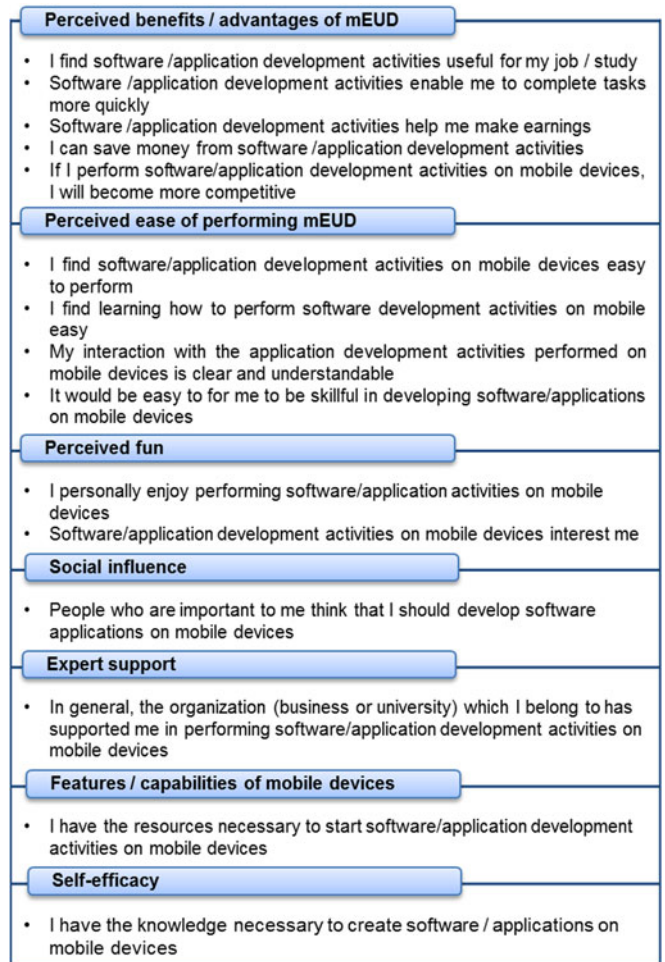 Perceived benefits / advantages of mEUD
• I find software /application development activities useful for my job / study
• Software /application development activities enable me to complete tasks
more quickly
• Software /application development activities help me make earnings
• I can save money from software /application development activities
• If I perform software/application development activities on mobile devices,
I will become more competitive
Perceived ease of performing mEUD
• I find software/application development activities on mobile devices easy
to perform
• I find learning how to perform software development activities on mobile
easy
• My interaction with the application development activities performed on
mobile devices is clear and understandable
• It would be easy to for me to be skillful in developing software/applications
on mobile devices
Perceived fun
• I personally enjoy performing software/application activities on mobile
devices
• Software/application development activities on mobile devices interest me
Social influence
• People who are important to me think that I should develop software
applications on mobile devices
Expert support
• In general, the organization (business or university) which I belong to has
supported me in performing software/application development activities on
mobile devices
Features / capabilities of mobile devices
• I have the resources necessary to start software/application development
activities on mobile devices
Self-efficacy
• I have the knowledge necessary to create software / applications on
mobile devices